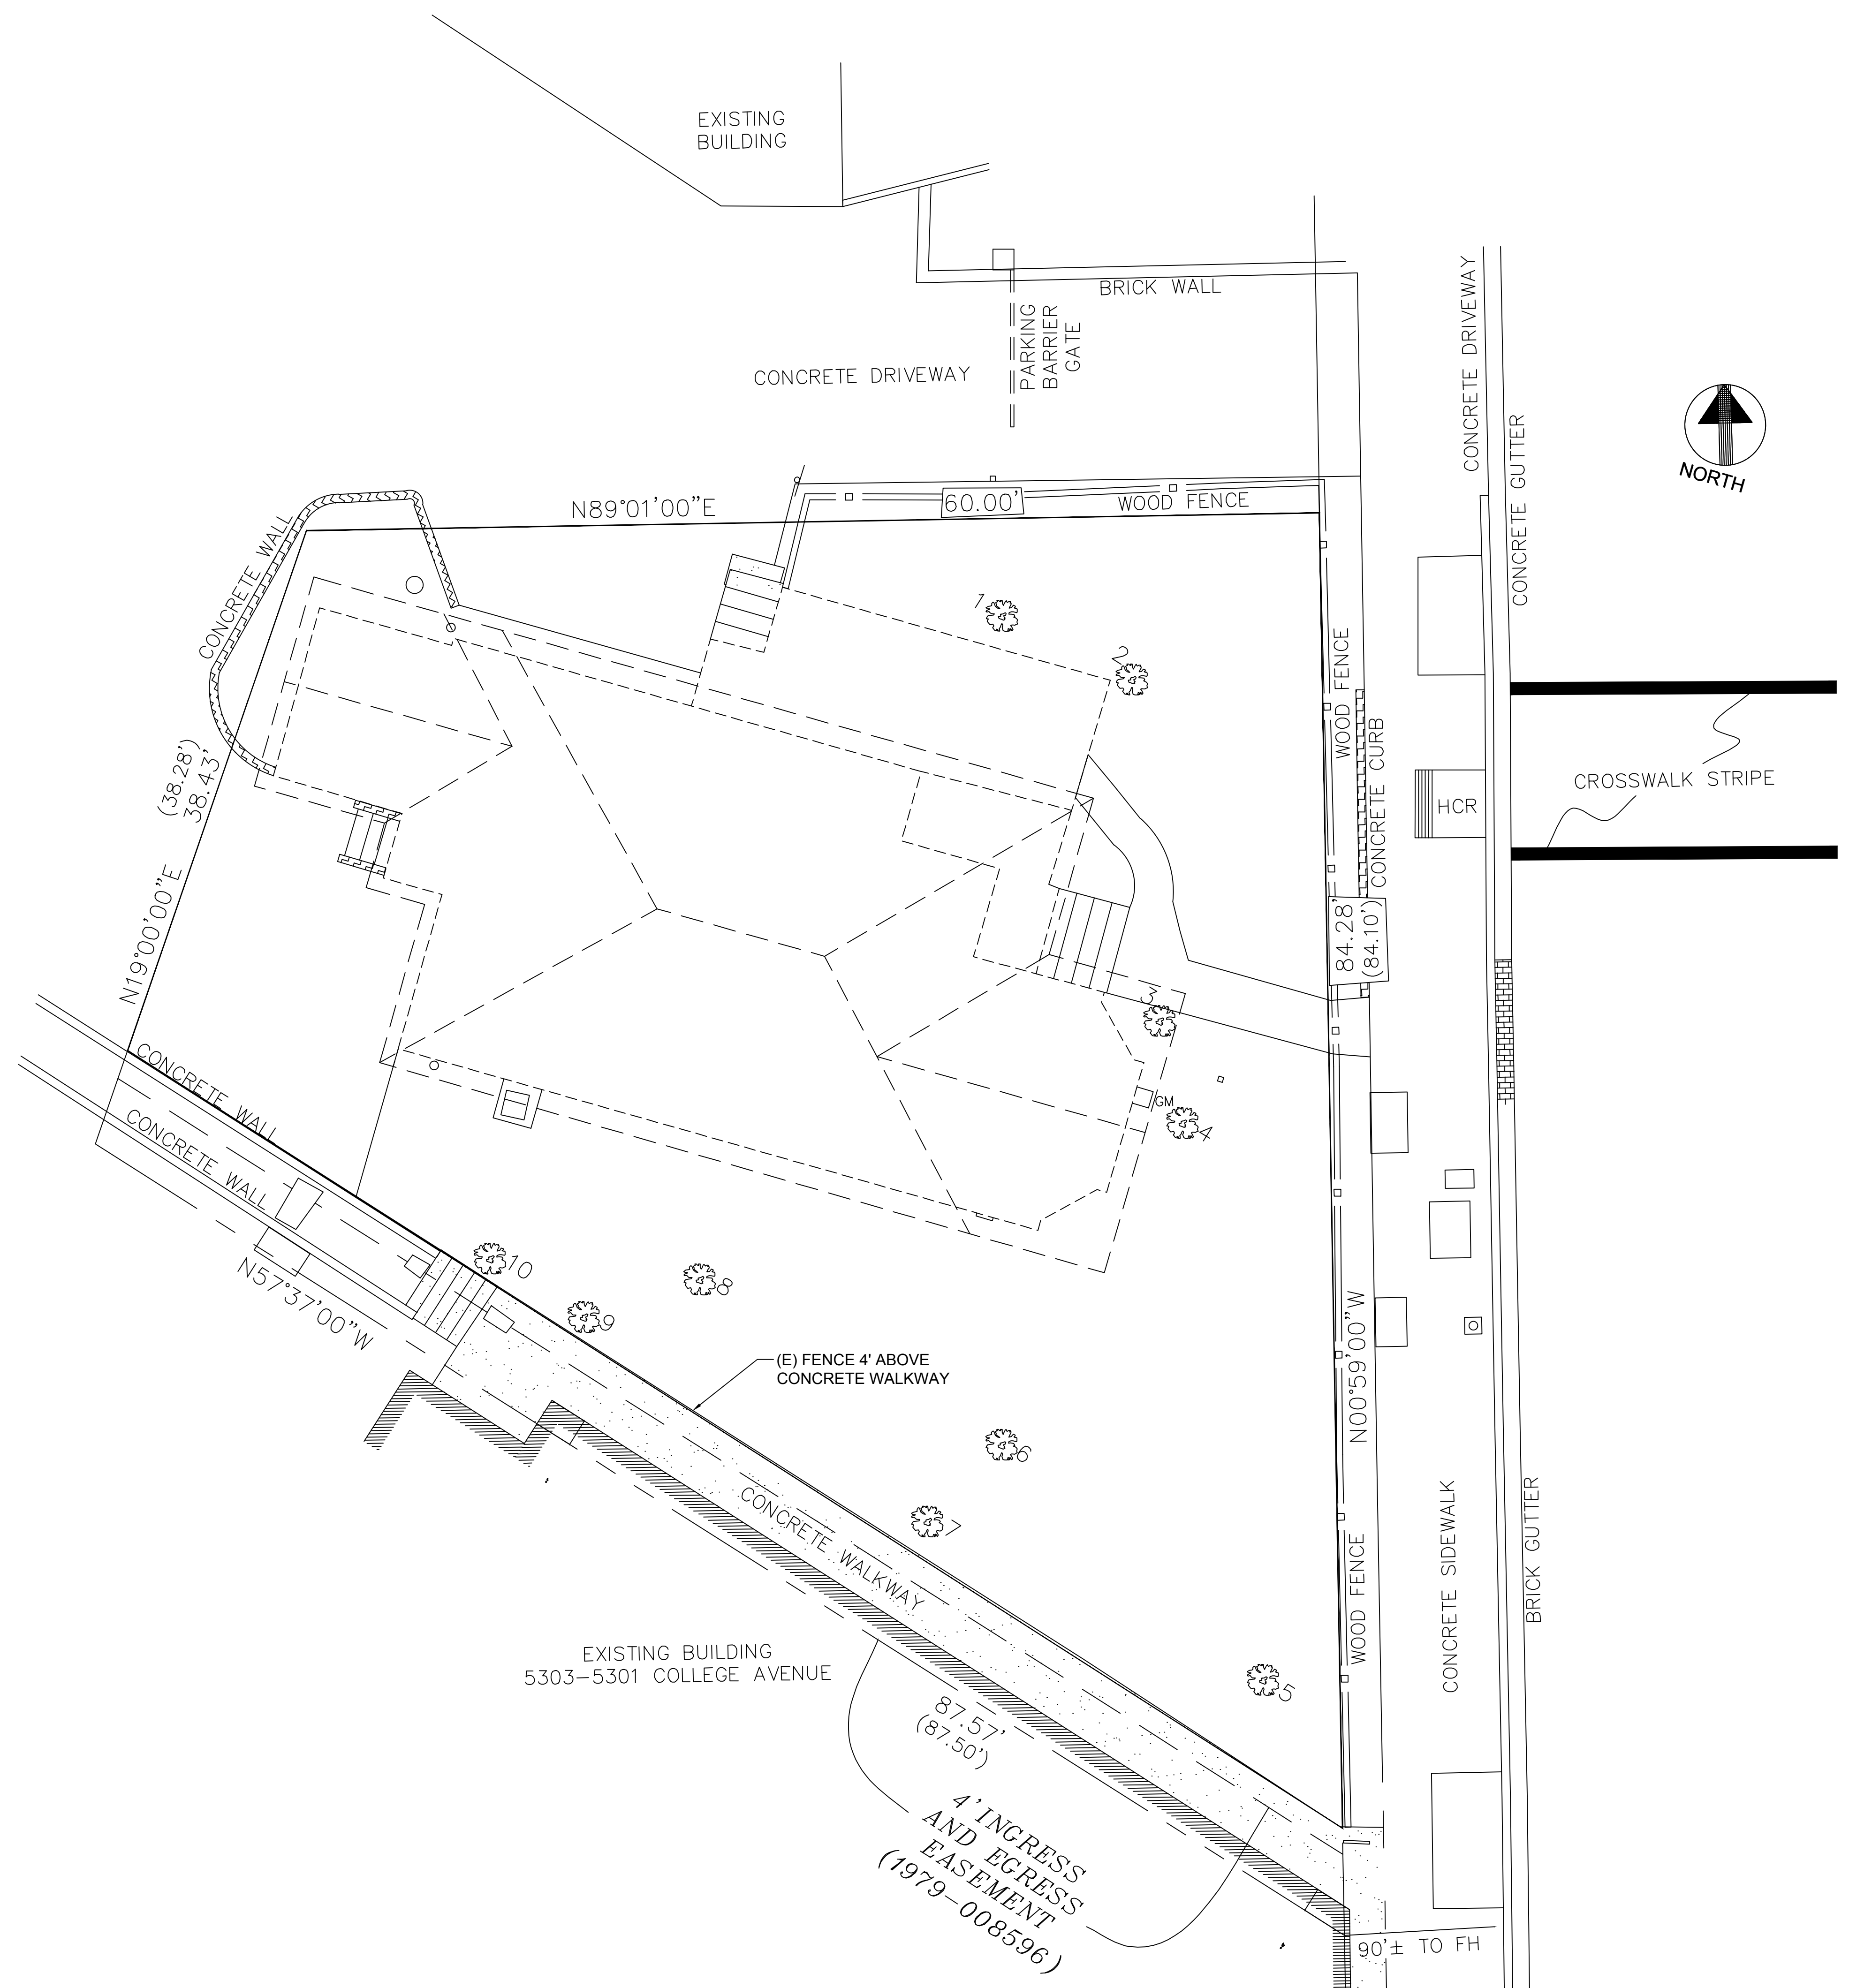 EXISTING
BUILDING
BRICK WALL
PARKING
BARRIER
GATE
CONCRETE DRIVEWAY
CONCRETE DRIVEWAY
CONCRETE GUTTER
NORTH
N89°01'00"E
60.00'
WOOD FENCE
CONCRETE WALL
1
2
WOOD FENCE
CONCRETE CURB
HCR
CROSSWALK STRIPE
(38.28')
38.43'
N19°00'00"E
84.28'
(84.10')
3
GM
4
CONCRETE WALL
CONCRETE WALL
N57°37'00"W
10
9
8
(E) FENCE 4' ABOVE
CONCRETE WALKWAY
N00°59'00"W
6
7
CONCRETE WALKWAY
WOOD FENCE
CONCRETE SIDEWALK
BRICK GUTTER
EXISTING BUILDING
5303-5301 COLLEGE AVENUE
5
87.57'
(87.50')
4' INGRESS
AND EGRESS
EASEMENT
(1979-008596)
90'± TO FH